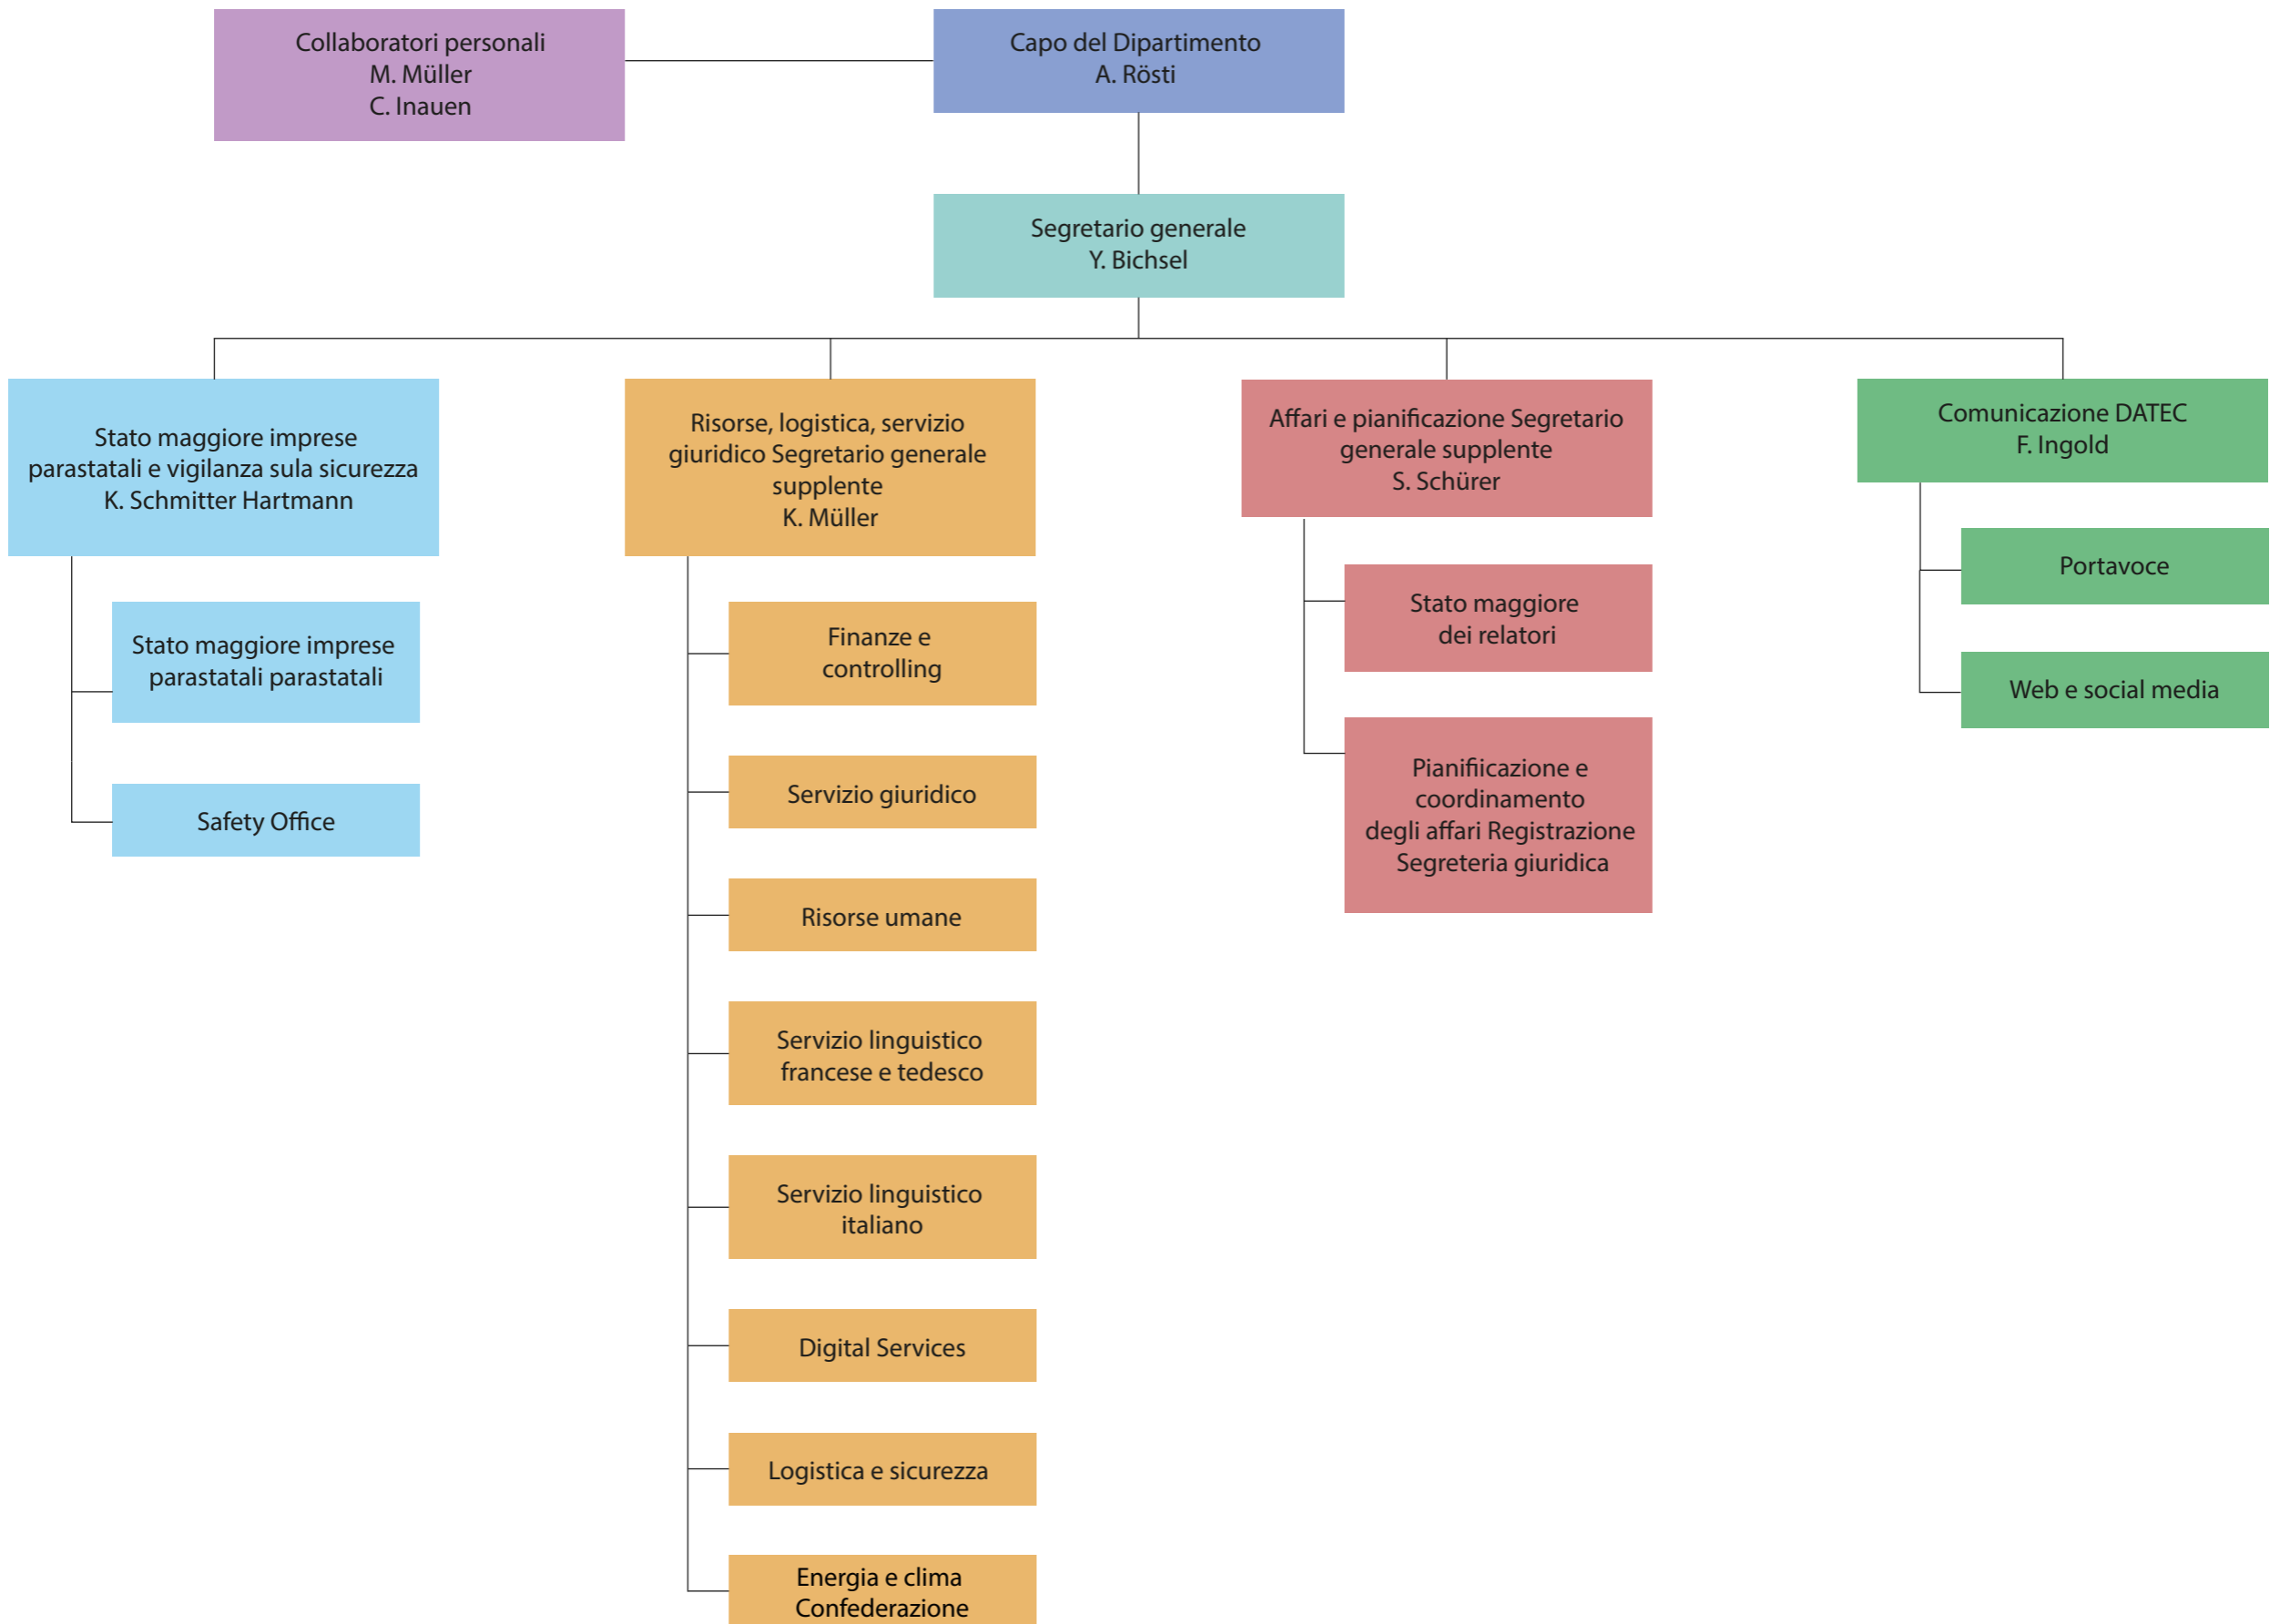 Collaboratori personali
M. Müller
C. Inauen
Capo del Dipartimento
A. Rösti
Segretario generale
Y. Bichsel
Stato maggiore imprese
parastatali e vigilanza sulla sicurezza
K. Schmitter Hartmann
Stato maggiore imprese
parastatali parastatali
Safety Office
Risorse, logistica, servizio
giuridico Segretario generale
supplente
K. Müller
Finanze e
controlling
Servizio giuridico
Risorse umane
Servizio linguistico
francese e tedesco
Servizio linguistico
italiano
Digital Services
Logistica e sicurezza
Energia e clima
Confederazione
Affari e pianificazione Segretario
generale supplente
S. Schürer
Stato maggiore
dei relatori
Pianifiicazione e
coordinamento
degli affari Registrazione
Segreteria giuridica
Comunicazione DATEC
F. Ingold
Portavoce
Web e social media